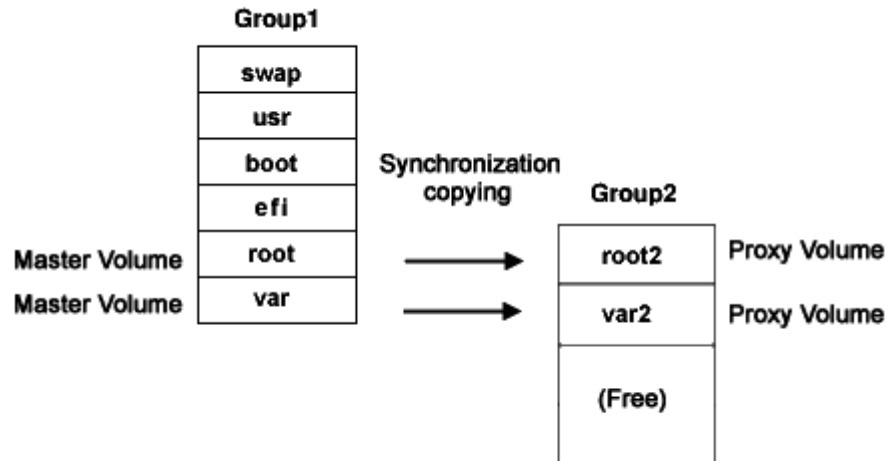 Group1
swap
usr
boot
efi
root
var
Master Volume
Master Volume
Synchronization
copying
Group2
root2
var2
(Free)
Proxy Volume
Proxy Volume